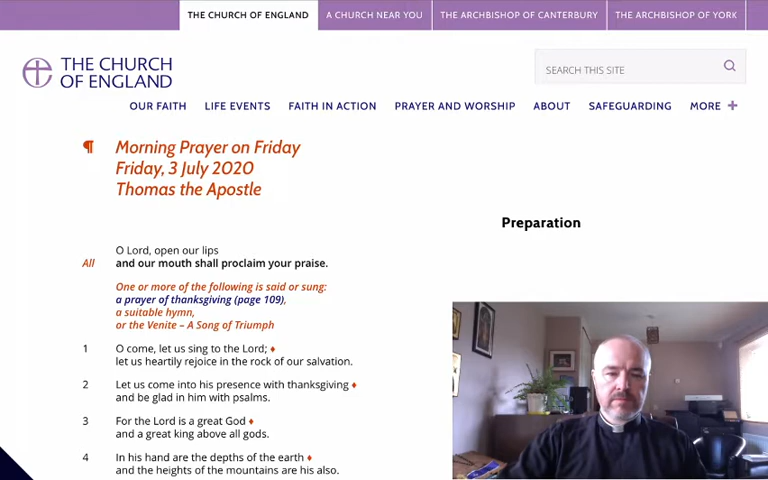 THE CHURCH OF ENGLAND
A CHURCH NEAR YOU
THE ARCHBISHOP OF CANTERBURY
THE ARCHBISHOP OF YORK
THE CHURCH
OF ENGLAND
SEARCH THIS SITE
OUR FAITH
LIFE EVENTS
FAITH IN ACTION
PRAYER AND WORSHIP
ABOUT
SAFEGUARDING
MORE +
¶ Morning Prayer on Friday
Friday, 3 July 2020
Thomas the Apostle
Preparation
O Lord, open our lips
All and our mouth shall proclaim your praise.
One or more of the following is said or sung:
a prayer of thanksgiving (page 109),
a suitable hymn,
or the Venite – A Song of Triumph
1 O come, let us sing to the Lord; ♦
let us heartily rejoice in the rock of our salvation.
2 Let us come into his presence with thanksgiving ♦
and be glad in him with psalms.
3 For the Lord is a great God ♦
and a great king above all gods.
4 In his hand are the depths of the earth ♦
and the heights of the mountains are his also.